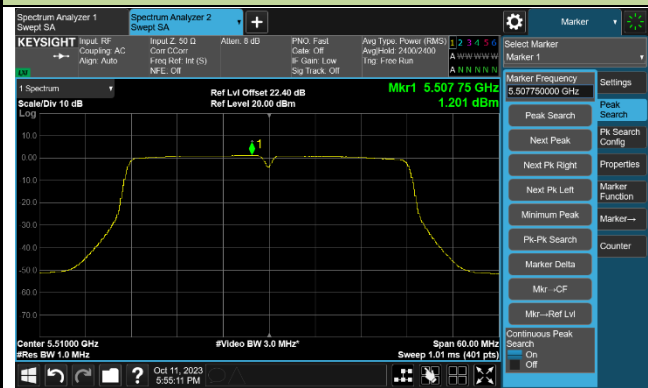 Spectrum Analyzer 1
Swept SA
Spectrum Analyzer 2
Swept SA
+
Marker
KEYSIGHT
Input: RF
Coupling: AC
Align: Auto
Input Z: 50 Ω
Corr CCorr
Freq Ref: Int (S)
NFE: Off
Atten: 8 dB
PNO: Fast
Gate: Off
IF Gain: Low
Sig Track: Off
Avg Type: Power (RMS)
Avg|Hold: 2400/2400
Trig: Free Run
1 2 3 4 5 6
A W W W W W
A N N N N N
Select Marker
Marker 1
1 Spectrum
Scale/Div 10 dB
Log
Ref Lvl Offset 22.40 dB
Ref Level 20.00 dBm
Mkr1 5.507 75 GHz
1.201 dBm
10.0
0.00
-10.0
-20.0
-30.0
-40.0
-50.0
-60.0
-70.0
1
Center 5.51000 GHz
#Res BW 1.0 MHz
#Video BW 3.0 MHz*
Span 60.00 MHz
Sweep 1.01 ms (401 pts)
Marker Frequency
5.507750000 GHz
Peak Search
Next Peak
Next Pk Right
Next Pk Left
Minimum Peak
Pk-Pk Search
Marker Delta
Mkr→CF
Mkr→Ref Lvl
Continuous Peak
Search
On
Off
Settings
Peak
Search
Pk Search
Config
Properties
Marker
Function
Marker→
Counter
?
Oct 11, 2023
5:55:11 PM